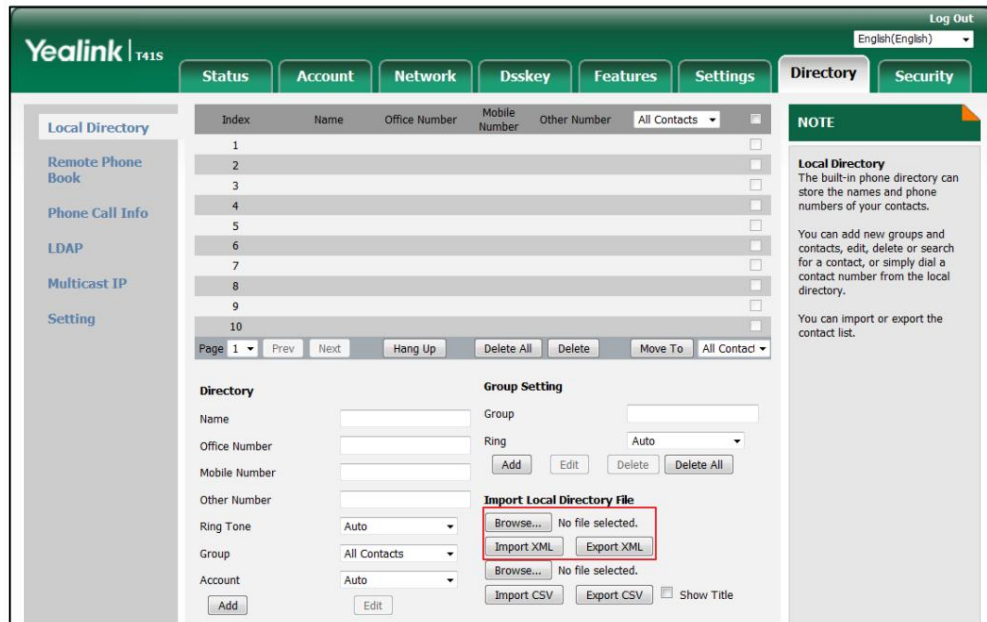 Log Out
English(English)
Yealink T41S
Status Account Network Dsskey Features Settings Directory Security
Local Directory
Remote Phone
Book
Phone Call Info
LDAP
Multicast IP
Setting
Index Name Office Number Mobile Number Other Number All Contacts
1
2
3
4
5
6
7
8
9
10
Page 1 Prev Next Hang Up Delete All Delete Move To All Contact
Directory
Name
Office Number
Mobile Number
Other Number
Ring Tone Auto
Group All Contacts
Account Auto
Add Edit
Group Setting
Group
Ring Auto
Add Edit Delete Delete All
Import Local Directory File
Browse... No file selected.
Import XML Export XML
Browse... No file selected.
Import CSV Export CSV Show Title
NOTE
Local Directory
The built-in phone directory can
store the names and phone
numbers of your contacts.
You can add new groups and
contacts, edit, delete or search
for a contact, or simply dial a
contact number from the local
directory.
You can import or export the
contact list.